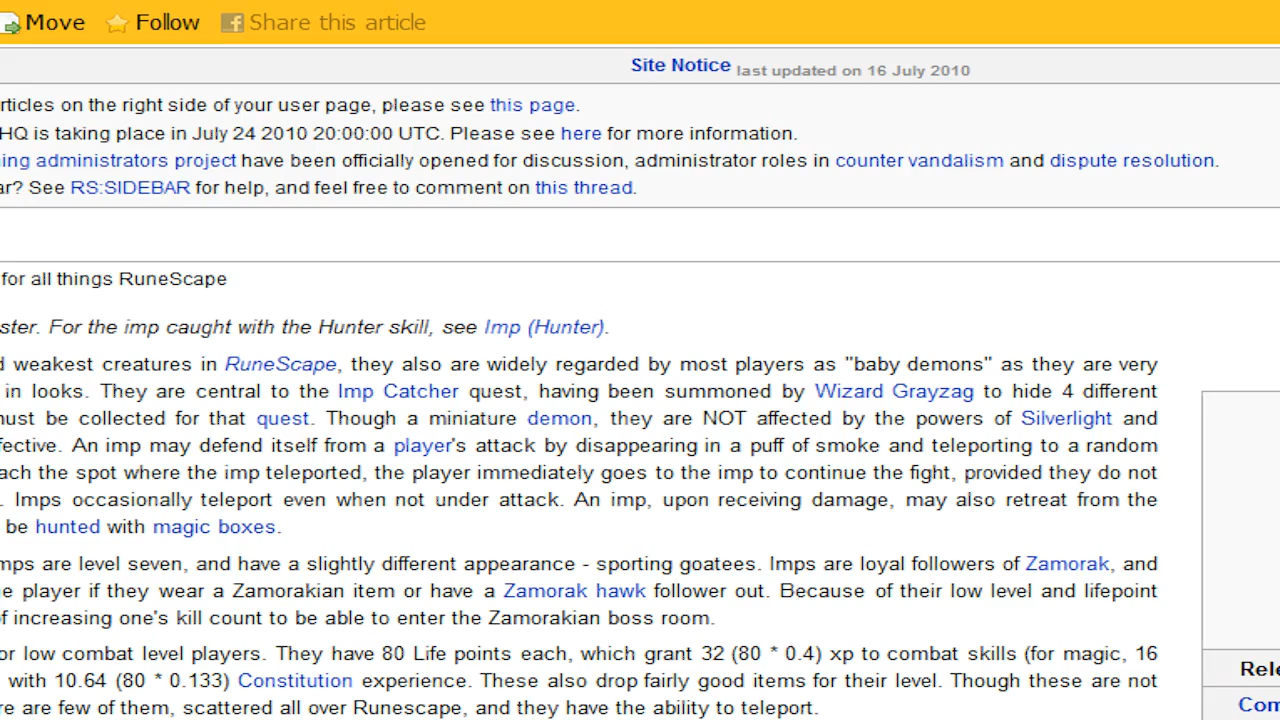 Move Follow Share this article
Site Notice last updated on 16 July 2010
rticles on the right side of your user page, please see this page.
HQ is taking place in July 24 2010 20:00:00 UTC. Please see here for more information.
ing administrators project have been officially opened for discussion, administrator roles in counter vandalism and dispute resolution.
ar? See RS:SIDEBAR for help, and feel free to comment on this thread.
for all things RuneScape
ster. For the imp caught with the Hunter skill, see Imp (Hunter).
d weakest creatures in RuneScape, they also are widely regarded by most players as "baby demons" as they are very
in looks. They are central to the Imp Catcher quest, having been summoned by Wizard Grayzag to hide 4 different
must be collected for that quest. Though a miniature demon, they are NOT affected by the powers of Silverlight and
fective. An imp may defend itself from a player's attack by disappearing in a puff of smoke and teleporting to a random
ach the spot where the imp teleported, the player immediately goes to the imp to continue the fight, provided they do not
. Imps occasionally teleport even when not under attack. An imp, upon receiving damage, may also retreat from the
be hunted with magic boxes.
mps are level seven, and have a slightly different appearance - sporting goatees. Imps are loyal followers of Zamorak, and
e player if they wear a Zamorakian item or have a Zamorak hawk follower out. Because of their low level and lifepoint
of increasing one's kill count to be able to enter the Zamorakian boss room.
or low combat level players. They have 80 Life points each, which grant 32 (80 * 0.4) xp to combat skills (for magic, 16
with 10.64 (80 * 0.133) Constitution experience. These also drop fairly good items for their level. Though these are not
re are few of them, scattered all over Runescape, and they have the ability to teleport.
Rele
Com